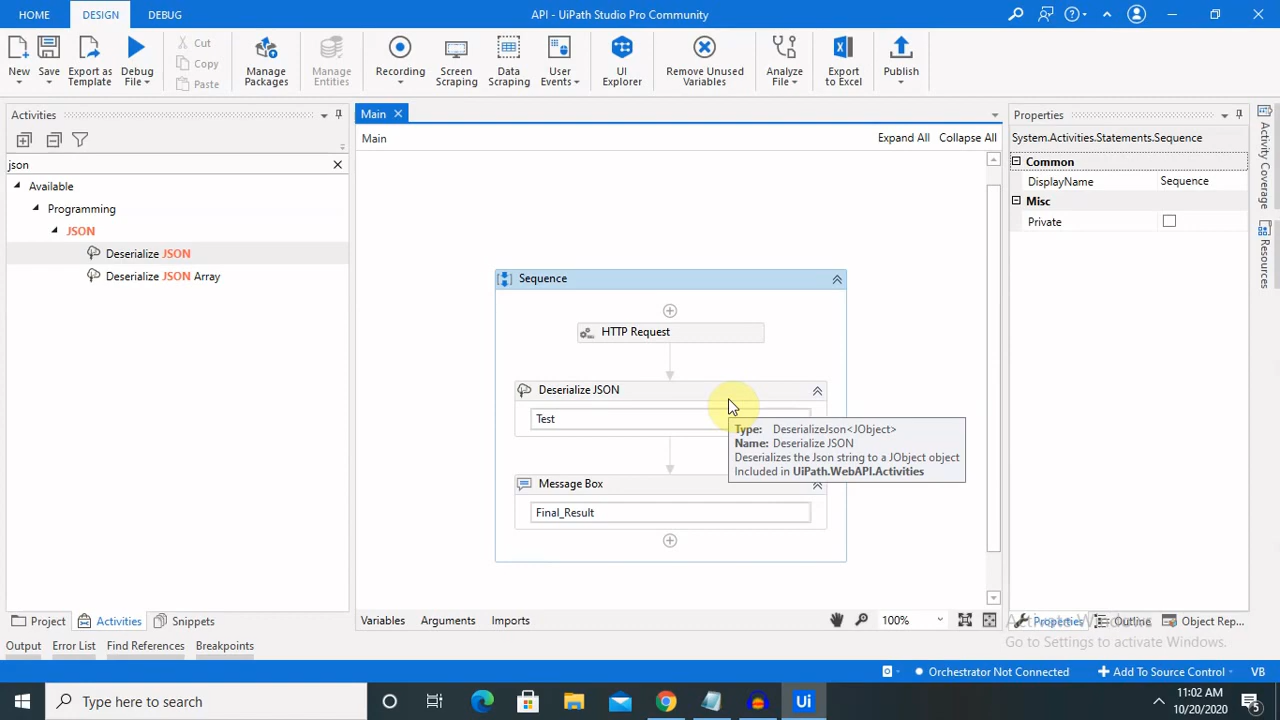 HOME
DESIGN
DEBUG
API - UiPath Studio Pro Community
New
Save
Export as
Template
Debug
File
Cut
Copy
Paste
Manage
Packages
Manage
Entities
Recording
Screen
Scraping
Data
Scraping
User
Events
UI
Explorer
Remove Unused
Variables
Analyze
File
Export
to Excel
Publish
Activities
json
Available
Programming
JSON
Deserialize JSON
Deserialize JSON Array
Main
Main
Expand All
Collapse All
Sequence
HTTP Request
Deserialize JSON
Test
Type: DeserializeJson<JObject>
Name: Deserialize JSON
Deserializes the Json string to a JObject object
Included in UiPath.WebAPI.Activities
Message Box
Final_Result
Properties
System.Activities.Statements.Sequence
Common
DisplayName
Sequence
Misc
Private
Activity Coverage
Resources
Project
Activities
Snippets
Variables
Arguments
Imports
100%
Activate Windows
Go to Settings to activate Windows.
Properties
Outline
Object Rep...
Output
Error List
Find References
Breakpoints
Orchestrator Not Connected
Add To Source Control
VB
Type here to search
Ui
11:02 AM
10/20/2020
5